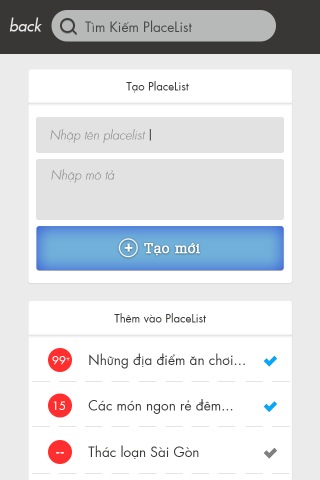 back
Tìm Kiếm PlaceList
Tạo PlaceList
Nhập tên placelist
Nhập mô tả
Tạo mới
Thêm vào PlaceList
99+ Những địa điểm ăn chơi...
15 Các món ngon rẻ đêm...
-- Thác loạn Sài Gòn